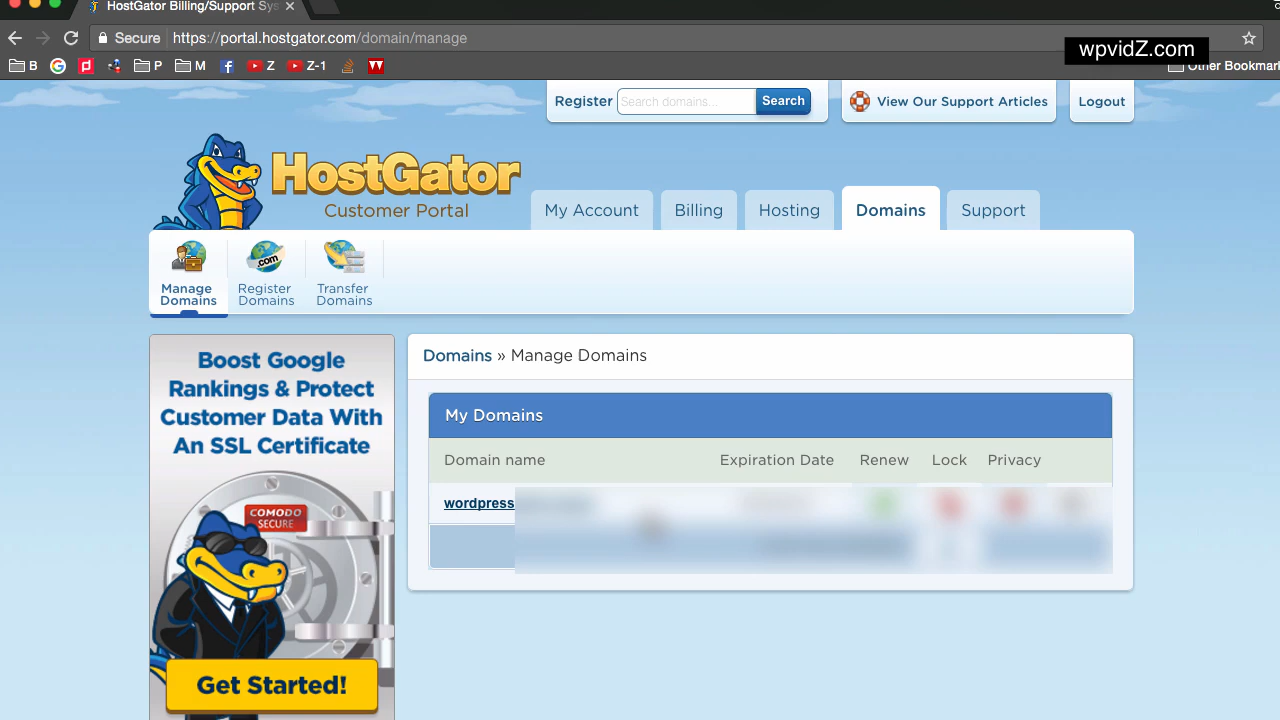 HostGator Billing/Support Sys
Secure https://portal.hostgator.com/domain/manage
wpvidZ.com
B
P
M
Z
Z-1
Other Bookmar
Register
Search domains...
Search
View Our Support Articles
Logout
HostGator
Customer Portal
My Account
Billing
Hosting
Domains
Support
Manage
Domains
.com
Register
Domains
Transfer
Domains
Boost Google
Rankings & Protect
Customer Data With
An SSL Certificate
COMODO
SECURE
Get Started!
Domains » Manage Domains
My Domains
Domain name
Expiration Date
Renew
Lock
Privacy
wordpress